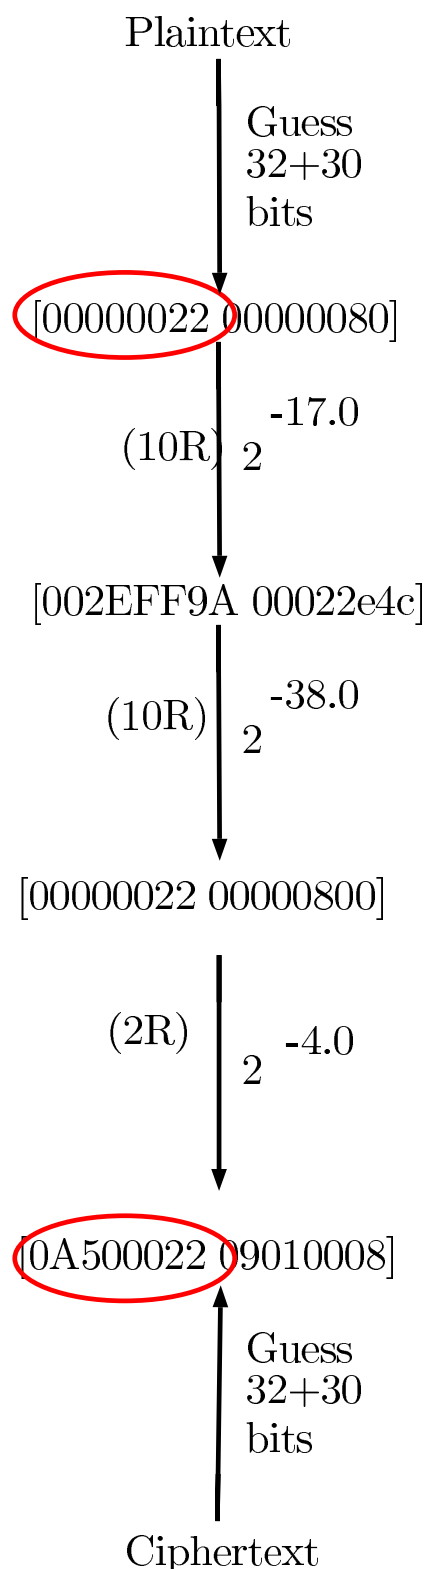 Plaintext
Guess
32+30
bits
[00000022 00000080]
(10R) 2 -17.0
[002EFF9A 00022e4c]
(10R) 2 -38.0
[00000022 00000800]
(2R) 2 -4.0
[0A500022 09010008]
Guess
32+30
bits
Ciphertext